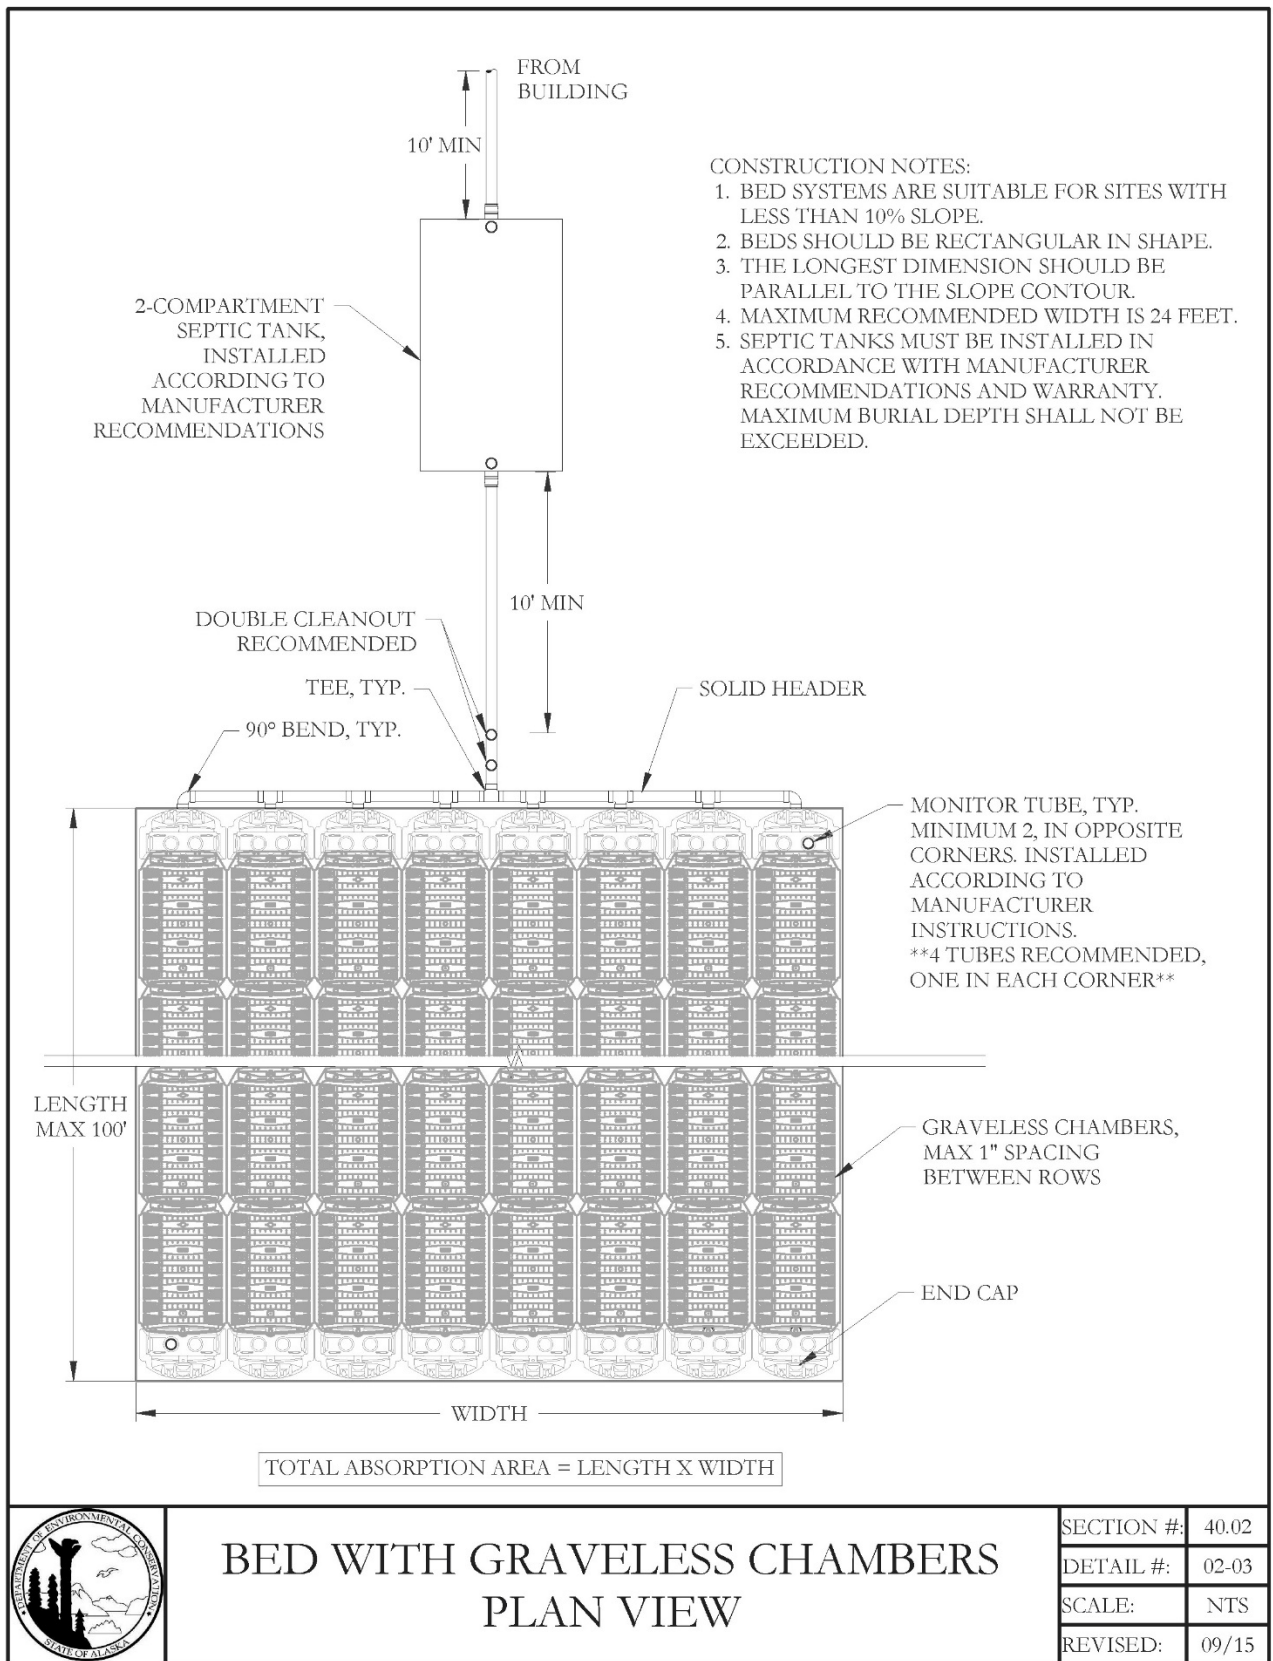 FROM
BUILDING
10' MIN
CONSTRUCTION NOTES:
1. BED SYSTEMS ARE SUITABLE FOR SITES WITH
LESS THAN 10% SLOPE.
2. BEDS SHOULD BE RECTANGULAR IN SHAPE.
3. THE LONGEST DIMENSION SHOULD BE
PARALLEL TO THE SLOPE CONTOUR.
4. MAXIMUM RECOMMENDED WIDTH IS 24 FEET.
5. SEPTIC TANKS MUST BE INSTALLED IN
ACCORDANCE WITH MANUFACTURER
RECOMMENDATIONS AND WARRANTY.
MAXIMUM BURIAL DEPTH SHALL NOT BE
EXCEEDED.
2-COMPARTMENT
SEPTIC TANK,
INSTALLED
ACCORDING TO
MANUFACTURER
RECOMMENDATIONS
10' MIN
DOUBLE CLEANOUT
RECOMMENDED
TEE, TYP.
90° BEND, TYP.
SOLID HEADER
MONITOR TUBE, TYP.
MINIMUM 2, IN OPPOSITE
CORNERS. INSTALLED
ACCORDING TO
MANUFACTURER
INSTRUCTIONS.
**4 TUBES RECOMMENDED,
ONE IN EACH CORNER**
LENGTH
MAX 100'
GRAVELESS CHAMBERS,
MAX 1" SPACING
BETWEEN ROWS
END CAP
WIDTH
TOTAL ABSORPTION AREA = LENGTH X WIDTH
DEPARTMENT OF ENVIRONMENTAL CONSERVATION
STATE OF ALASKA
BED WITH GRAVELESS CHAMBERS
PLAN VIEW
SECTION #: 40.02
DETAIL #: 02-03
SCALE: NTS
REVISED: 09/15